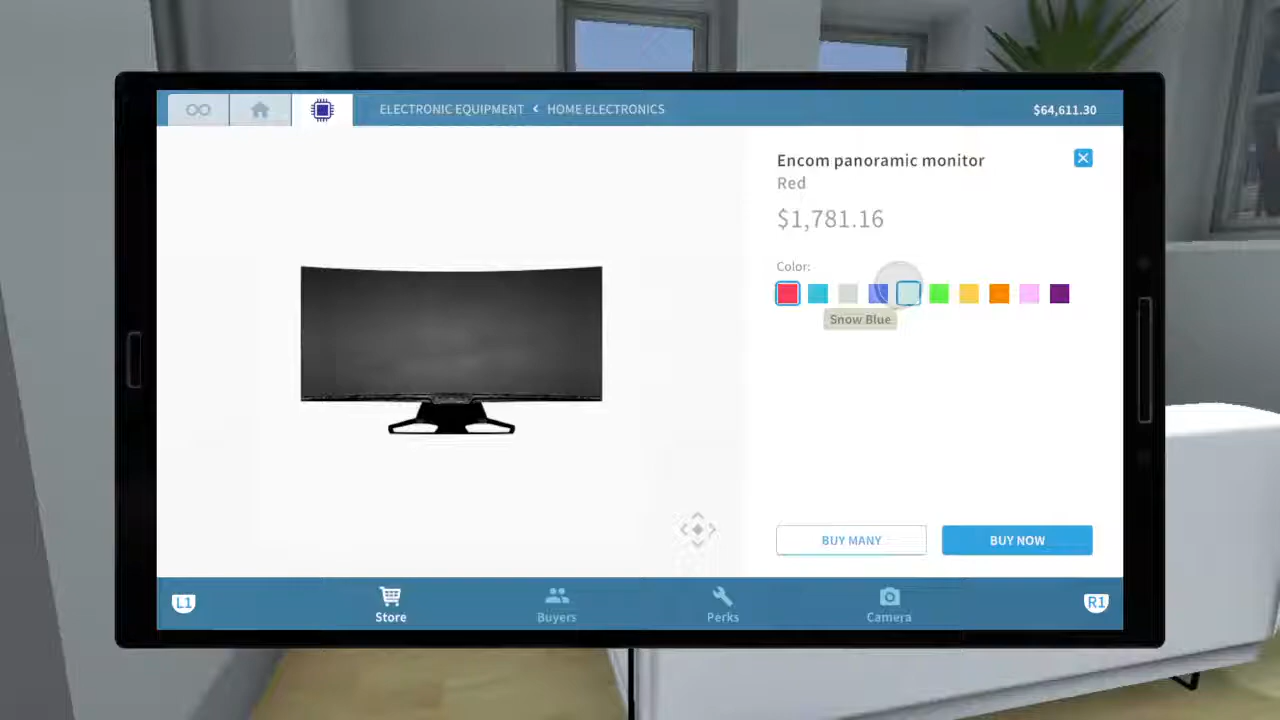 ELECTRONIC EQUIPMENT < HOME ELECTRONICS
$64,611.30
Encom panoramic monitor
Red
$1,781.16
Color:
Snow Blue
BUY MANY
BUY NOW
L1
Store
Buyers
Perks
Camera
R1